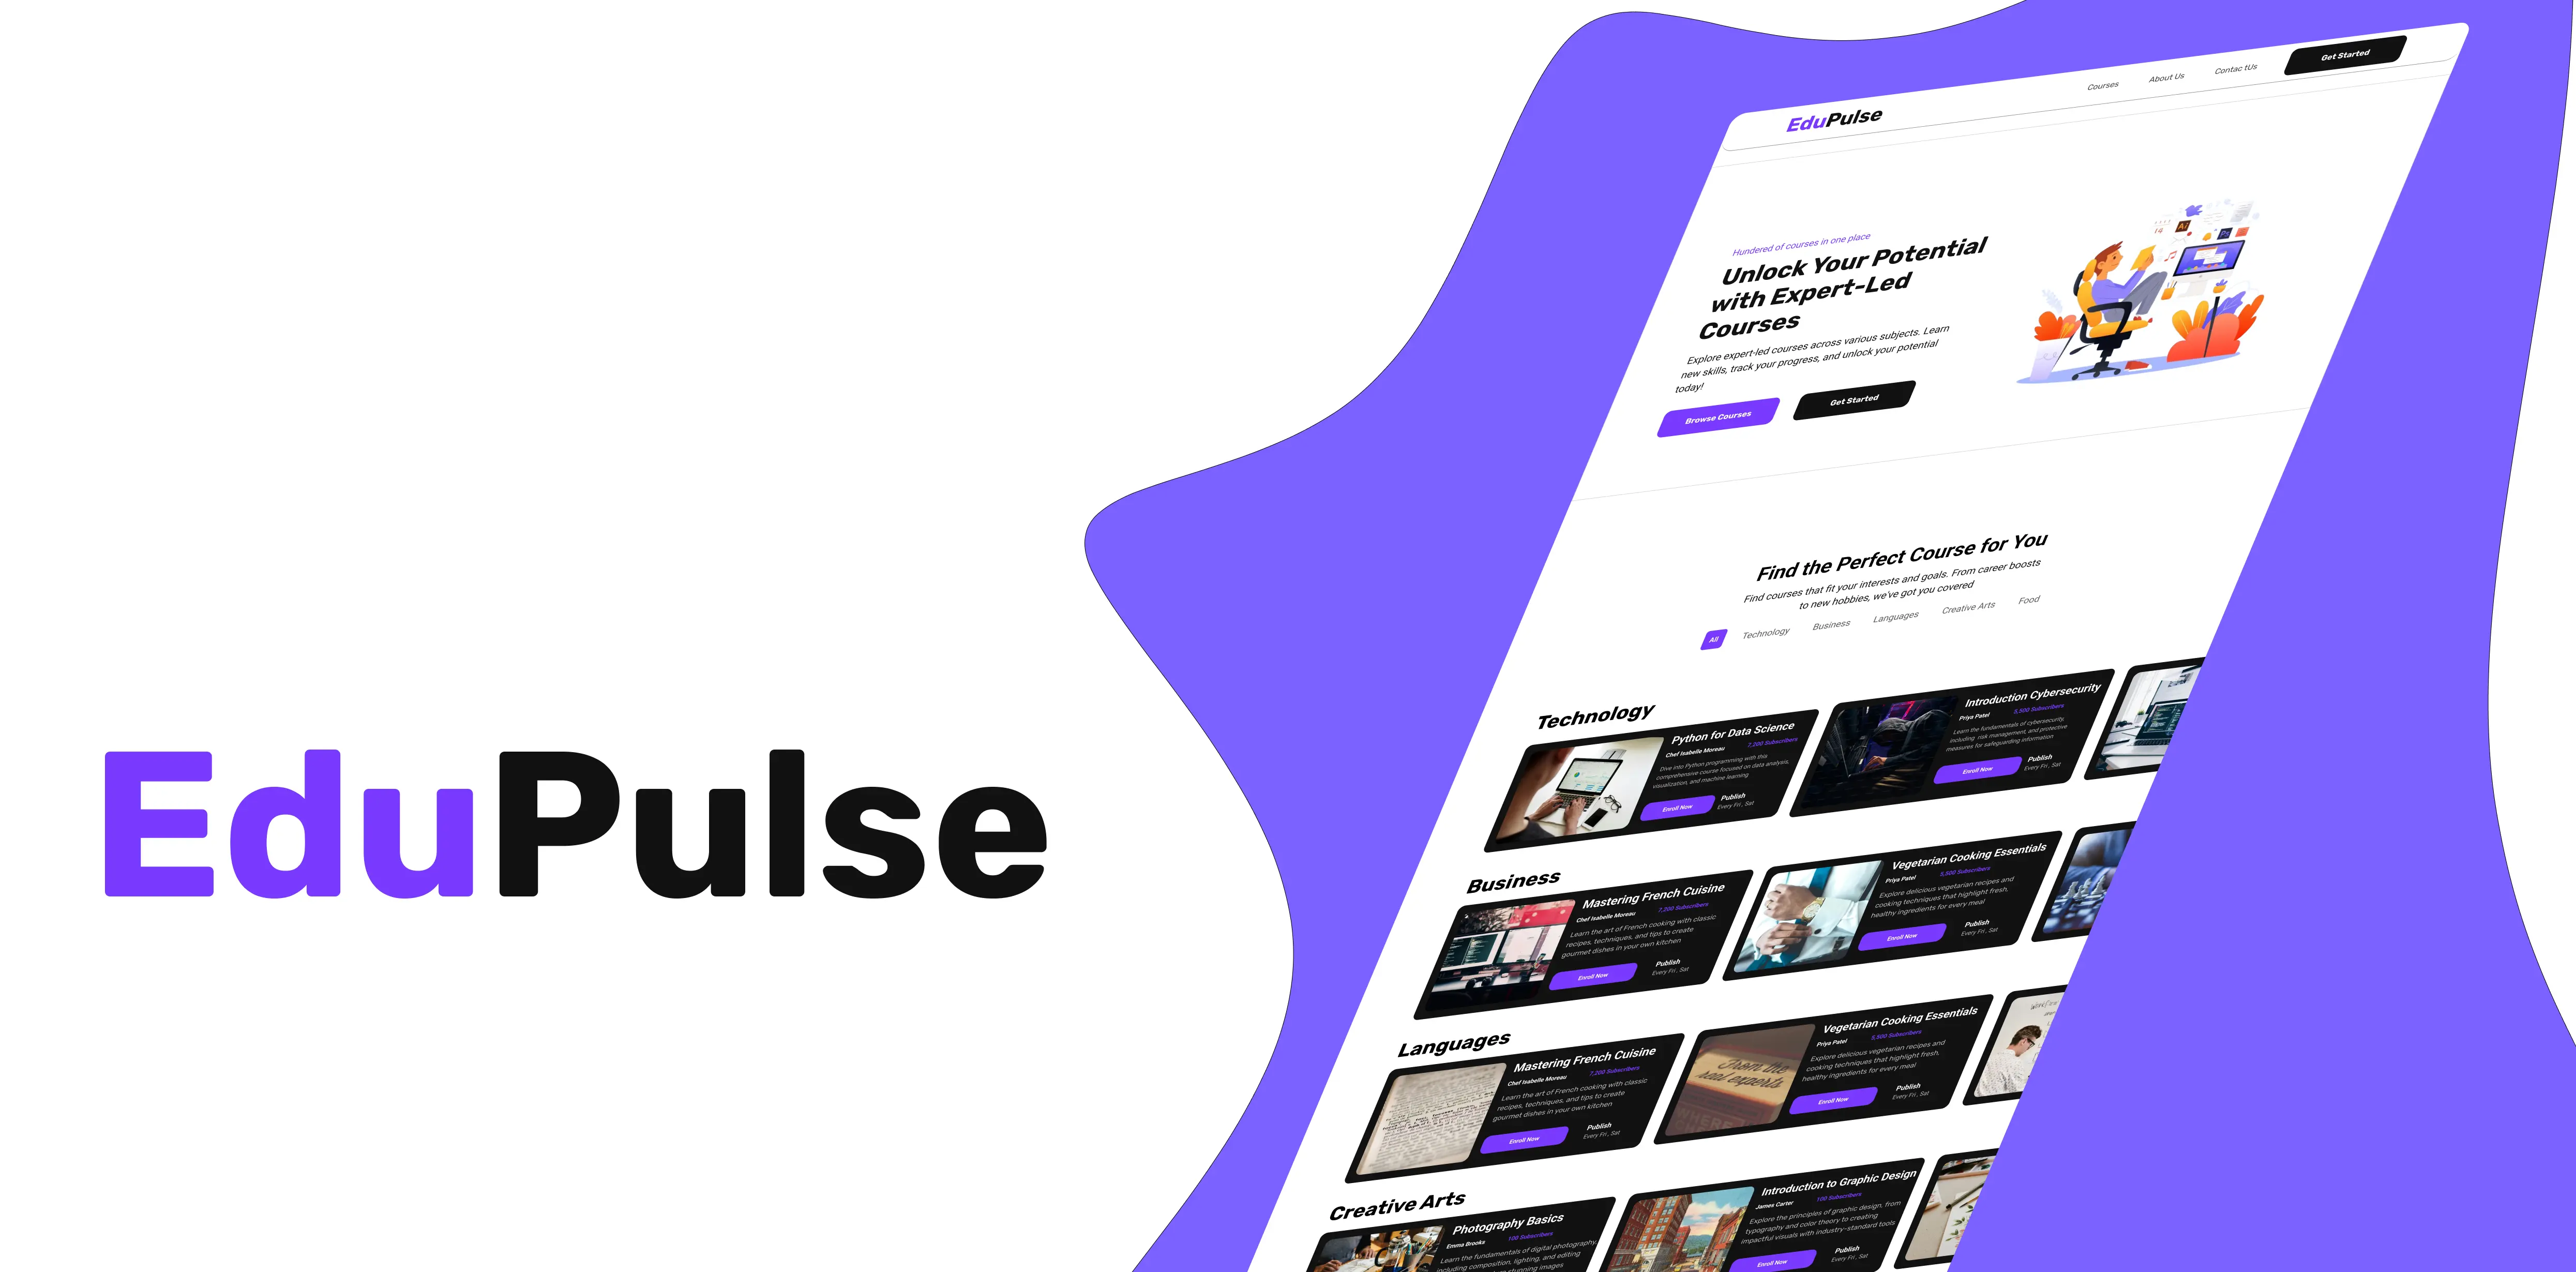 EduPulse
EduPulse
Courses
About Us
Contac tUs
Get Started
Hundered of courses in one place
Unlock Your Potential
with Expert-Led
Courses
Explore expert-led courses across various subjects. Learn
new skills, track your progress, and unlock your potential
today!
Browse Courses
Get Started
Find the Perfect Course for You
Find courses that fit your interests and goals. From career boosts
to new hobbies, we've got you covered
All
Technology
Business
Languages
Creative Arts
Food
Technology
Python for Data Science
Chef Isabelle Moreau
7,200 Subscribers
Dive into Python programming with this
comprehensive course focused on data analysis,
visualization, and machine learning
Enroll Now
Publish
Every Fri , Sat
Introduction Cybersecurity
Priya Patel
5,500 Subscribers
Learn the fundamentals of cybersecurity,
including risk management, and protective
measures for safeguarding information
Enroll Now
Publish
Every Fri , Sat
Business
Mastering French Cuisine
Chef Isabelle Moreau
7,200 Subscribers
Learn the art of French cooking with classic
recipes, techniques, and tips to create
gourmet dishes in your own kitchen
Enroll Now
Publish
Every Fri , Sat
Vegetarian Cooking Essentials
Priya Patel
5,500 Subscribers
Explore delicious vegetarian recipes and
cooking techniques that highlight fresh,
healthy ingredients for every meal
Enroll Now
Publish
Every Fri , Sat
Languages
Mastering French Cuisine
Chef Isabelle Moreau
7,200 Subscribers
Learn the art of French cooking with classic
recipes, techniques, and tips to create
gourmet dishes in your own kitchen
Enroll Now
Publish
Every Fri , Sat
From the
real experts
WHERE
Vegetarian Cooking Essentials
Priya Patel
5,500 Subscribers
Explore delicious vegetarian recipes and
cooking techniques that highlight fresh,
healthy ingredients for every meal
Enroll Now
Publish
Every Fri , Sat
Creative Arts
Photography Basics
Emma Brooks
100 Subscribers
Learn the fundamentals of digital photography,
including composition, lighting, and editing
stunning images
Introduction to Graphic Design
James Carter
100 Subscribers
Explore the principles of graphic design, from
typography and color theory to creating
impactful visuals with industry-standard tools
Enroll Now
Publish
Every Fri , Sat